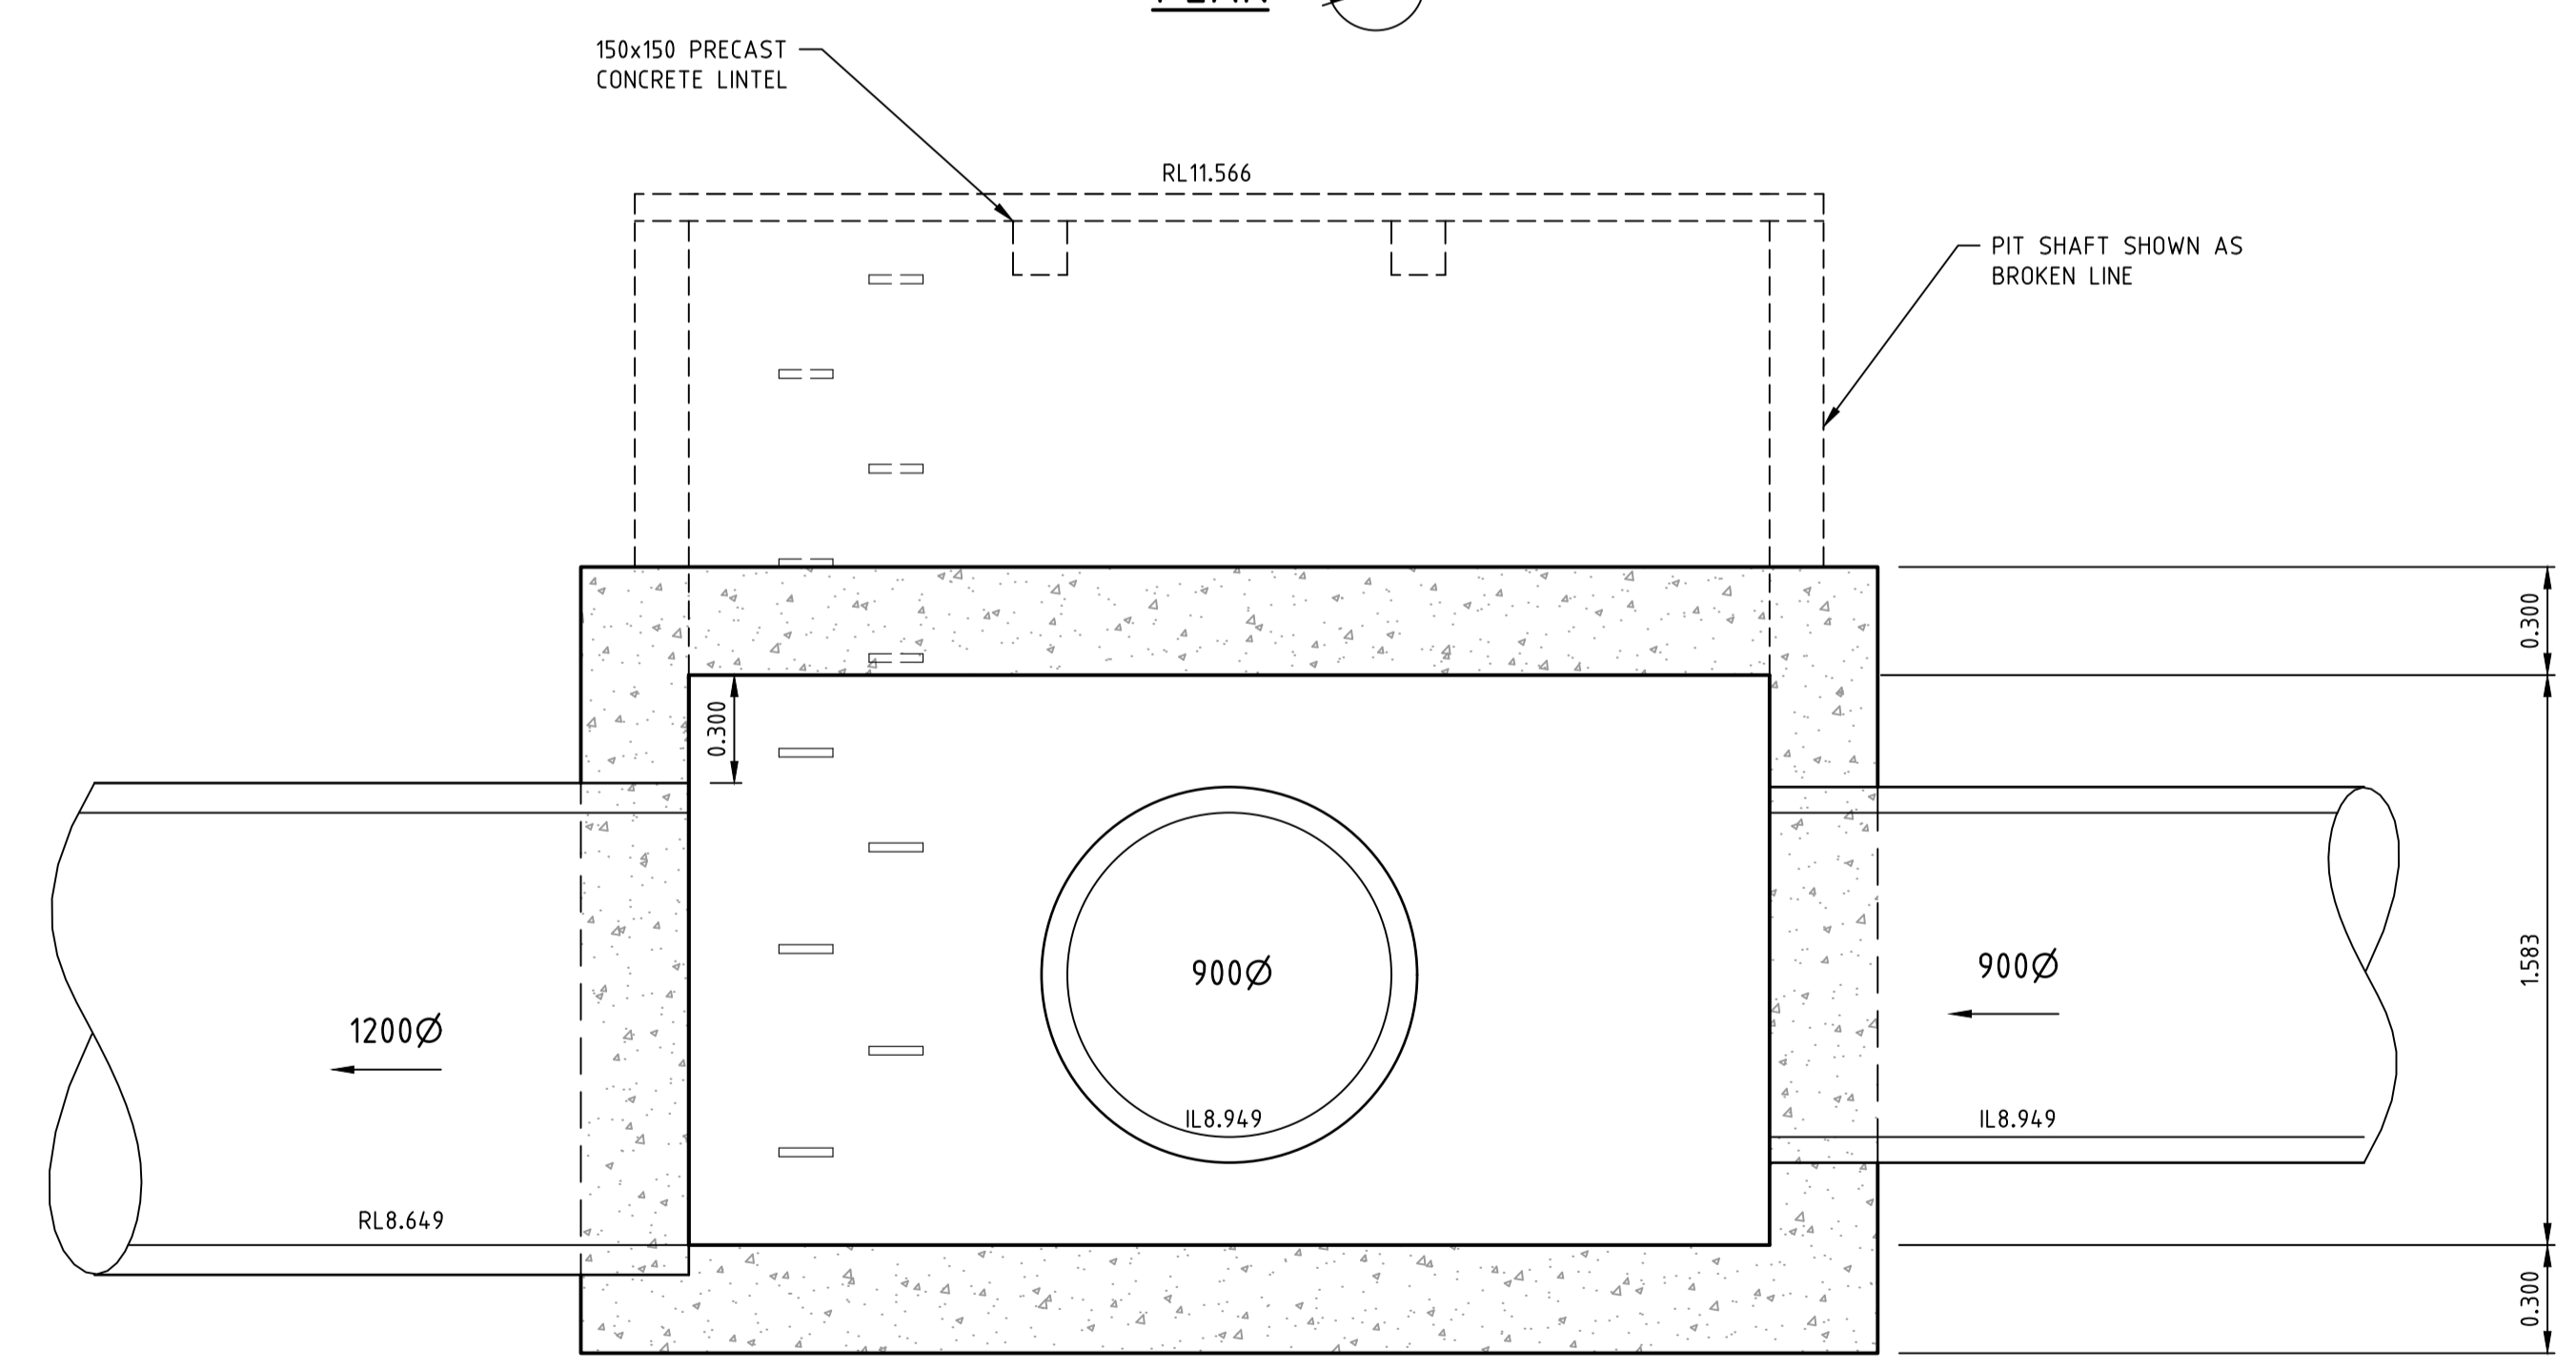 PLAN
150x150 PRECAST
CONCRETE LINTEL
RL11.566
PIT SHAFT SHOWN AS
BROKEN LINE
0.300
0.300
1.583
900Ø
900Ø
1200Ø
IL8.949
IL8.949
RL8.649
0.300